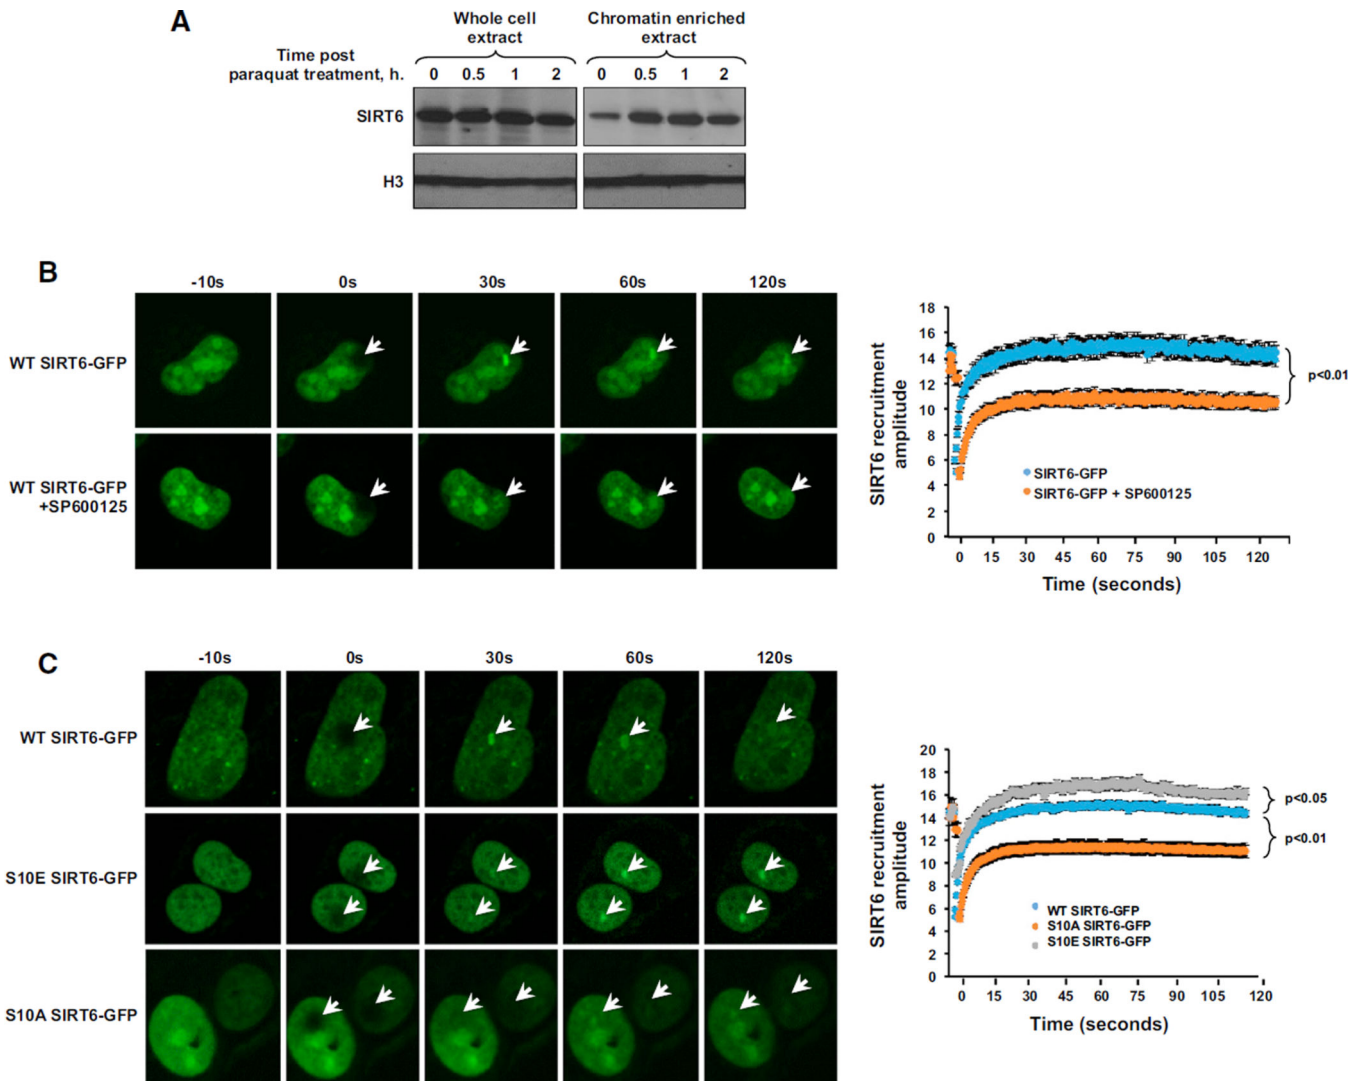 A
Whole cell
extract
Chromatin enriched
extract
Time post
paraquat treatment, h.
0 0.5 1 2 0 0.5 1 2
SIRT6
H3
B
-10s 0s 30s 60s 120s
WT SIRT6-GFP
WT SIRT6-GFP
+SP600125
SIRT6 recruitment
amplitude
18
16
14
12
10
8
6
4
2
0
p<0.01
SIRT6-GFP
SIRT6-GFP + SP600125
0 15 30 45 60 75 90 105 120
Time (seconds)
C
-10s 0s 30s 60s 120s
WT SIRT6-GFP
S10E SIRT6-GFP
S10A SIRT6-GFP
SIRT6 recruitment
amplitude
20
18
16
14
12
10
8
6
4
2
0
p<0.05
p<0.01
WT SIRT6-GFP
S10A SIRT6-GFP
S10E SIRT6-GFP
0 15 30 45 60 75 90 105 120
Time (seconds)